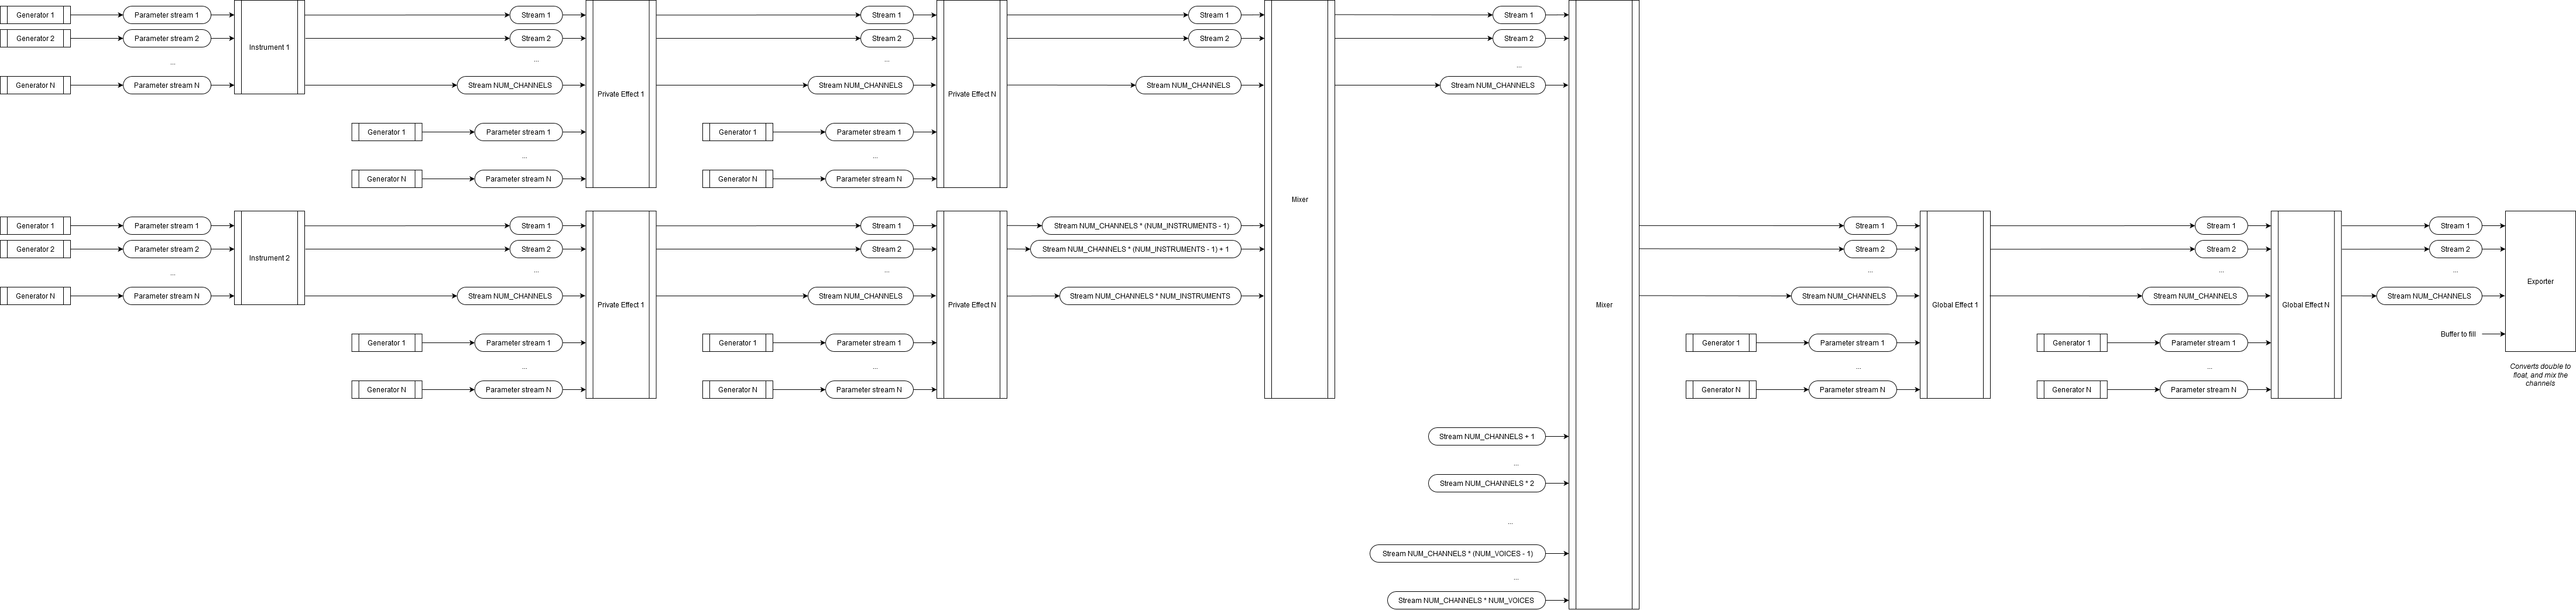 Generator 1
Parameter stream 1
Stream 1
Stream 1
Stream 1
Stream 1
Generator 2
Parameter stream 2
Instrument 1
Stream 2
Stream 2
Stream 2
Stream 2
...
...
...
...
Generator N
Parameter stream N
Stream NUM_CHANNELS
Private Effect 1
Stream NUM_CHANNELS
Private Effect N
Stream NUM_CHANNELS
Stream NUM_CHANNELS
Generator 1
Parameter stream 1
Generator 1
Parameter stream 1
...
...
Generator N
Parameter stream N
Generator N
Parameter stream N
Mixer
Generator 1
Parameter stream 1
Stream 1
Stream 1
Stream NUM_CHANNELS * (NUM_INSTRUMENTS - 1)
Stream 1
Stream 1
Stream 1
Generator 2
Parameter stream 2
Instrument 2
Stream 2
Stream 2
Stream NUM_CHANNELS * (NUM_INSTRUMENTS - 1) + 1
Stream 2
Stream 2
Stream 2
...
...
...
...
...
...
Exporter
Generator N
Parameter stream N
Stream NUM_CHANNELS
Private Effect 1
Stream NUM_CHANNELS
Private Effect N
Stream NUM_CHANNELS * NUM_INSTRUMENTS
Mixer
Stream NUM_CHANNELS
Global Effect 1
Stream NUM_CHANNELS
Global Effect N
Stream NUM_CHANNELS
Buffer to fill
Generator 1
Parameter stream 1
Generator 1
Parameter stream 1
Generator 1
Parameter stream 1
Generator 1
Parameter stream 1
...
...
...
...
Converts double to
float, and mix the
channels
Generator N
Parameter stream N
Generator N
Parameter stream N
Generator N
Parameter stream N
Generator N
Parameter stream N
Stream NUM_CHANNELS + 1
...
Stream NUM_CHANNELS * 2
...
Stream NUM_CHANNELS * (NUM_VOICES - 1)
...
Stream NUM_CHANNELS * NUM_VOICES